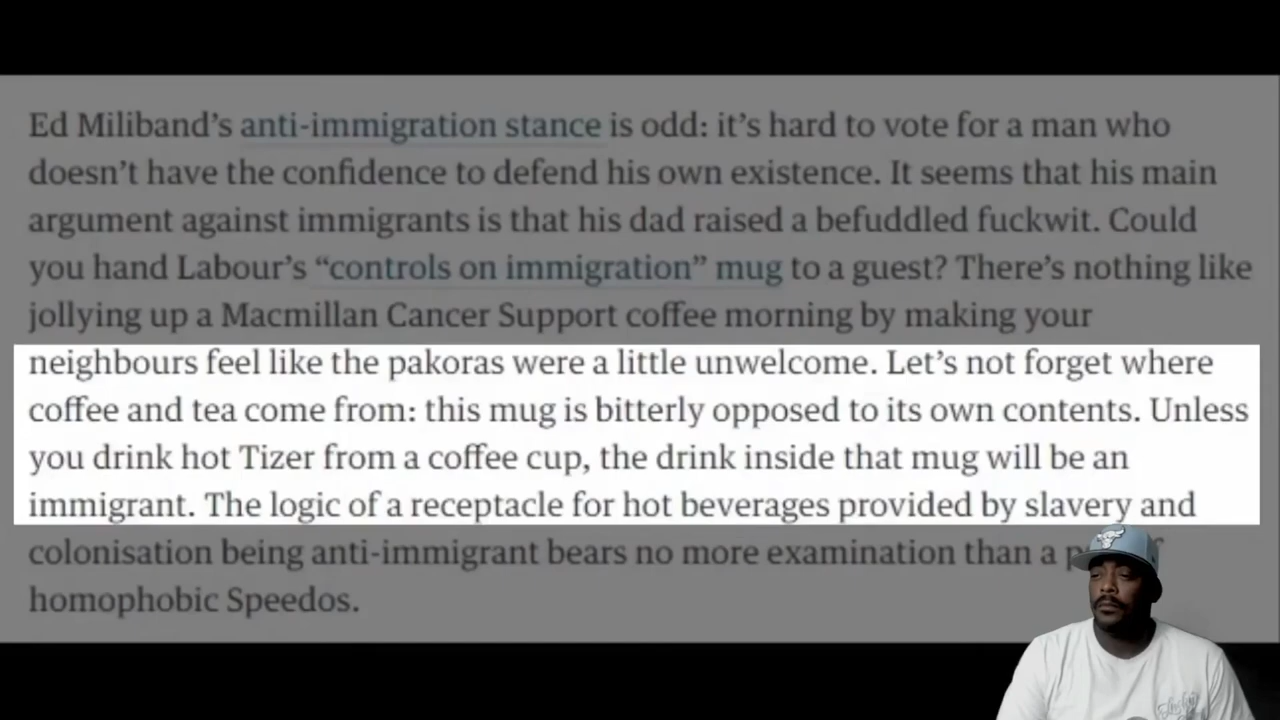 Ed Miliband’s anti-immigration stance is odd: it’s hard to vote for a man who
doesn’t have the confidence to defend his own existence. It seems that his main
argument against immigrants is that his dad raised a befuddled fuckwit. Could
you hand Labour’s “controls on immigration” mug to a guest? There’s nothing like
jollying up a Macmillan Cancer Support coffee morning by making your
neighbours feel like the pakoras were a little unwelcome. Let’s not forget where
coffee and tea come from: this mug is bitterly opposed to its own contents. Unless
you drink hot Tizer from a coffee cup, the drink inside that mug will be an
immigrant. The logic of a receptacle for hot beverages provided by slavery and
colonisation being anti-immigrant bears no more examination than a
homophobic Speedos.